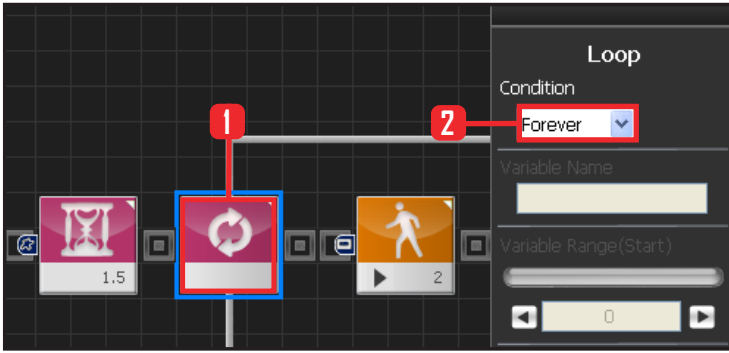 Loop
Condition
1
2
Forever
Variable Name
Variable Range(Start)
1.5
2
0